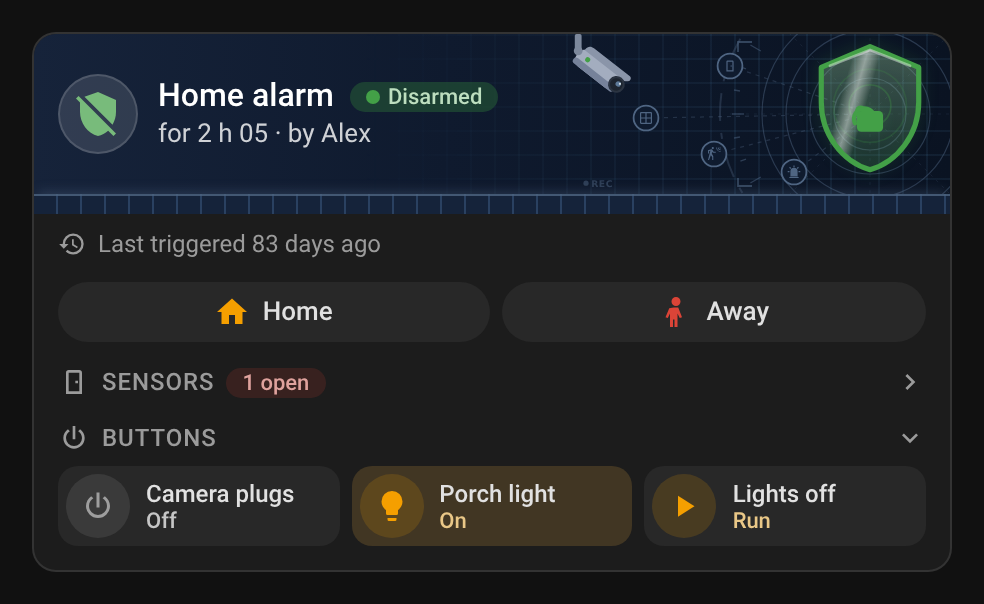 Home alarm
Disarmed
for 2 h 05 · by Alex
REC
Last triggered 83 days ago
Home
Away
SENSORS
1 open
BUTTONS
Camera plugs
Off
Porch light
On
Lights off
Run